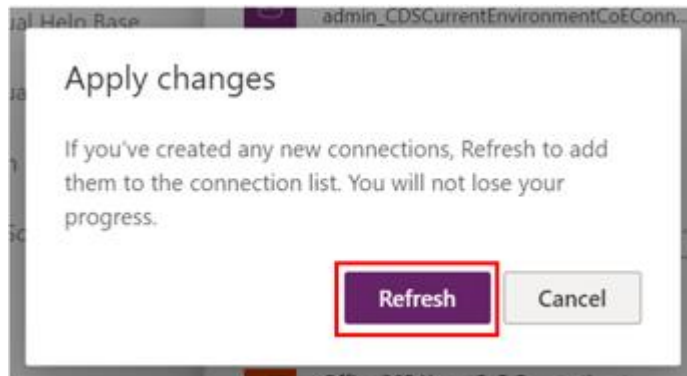 ual Help Base
admin_CDSCurrentEnvironmentCoEConn...
Apply changes
If you've created any new connections, Refresh to add
them to the connection list. You will not lose your
progress.
Refresh
Cancel